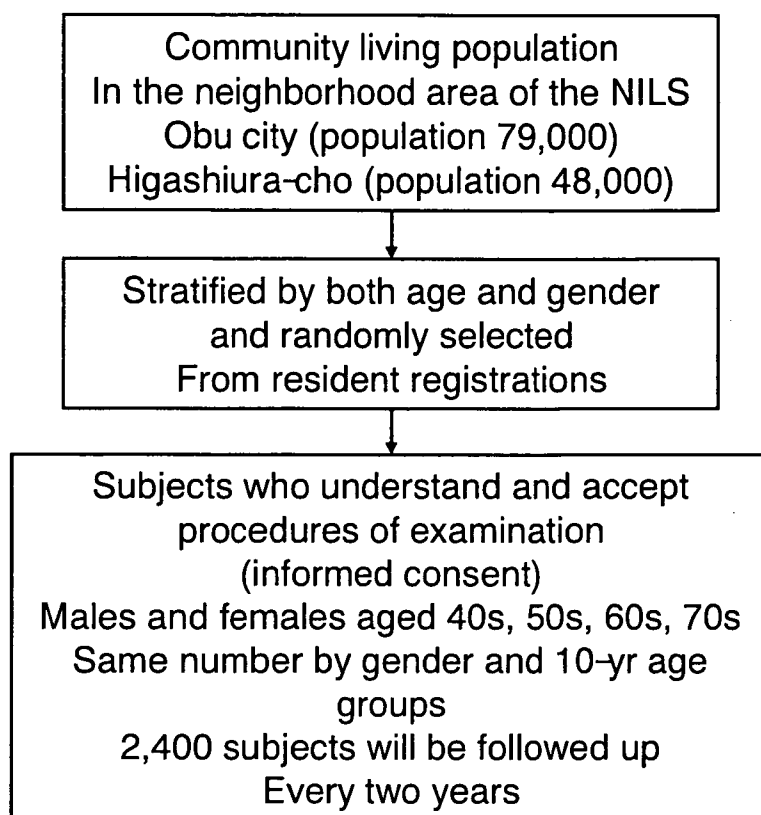 Community living population
In the neighborhood area of the NILS
Obu city (population 79,000)
Higashiura-cho (population 48,000)
Stratified by both age and gender
and randomly selected
From resident registrations
Subjects who understand and accept
procedures of examination
(informed consent)
Males and females aged 40s, 50s, 60s, 70s
Same number by gender and 10-yr age
groups
2,400 subjects will be followed up
Every two years